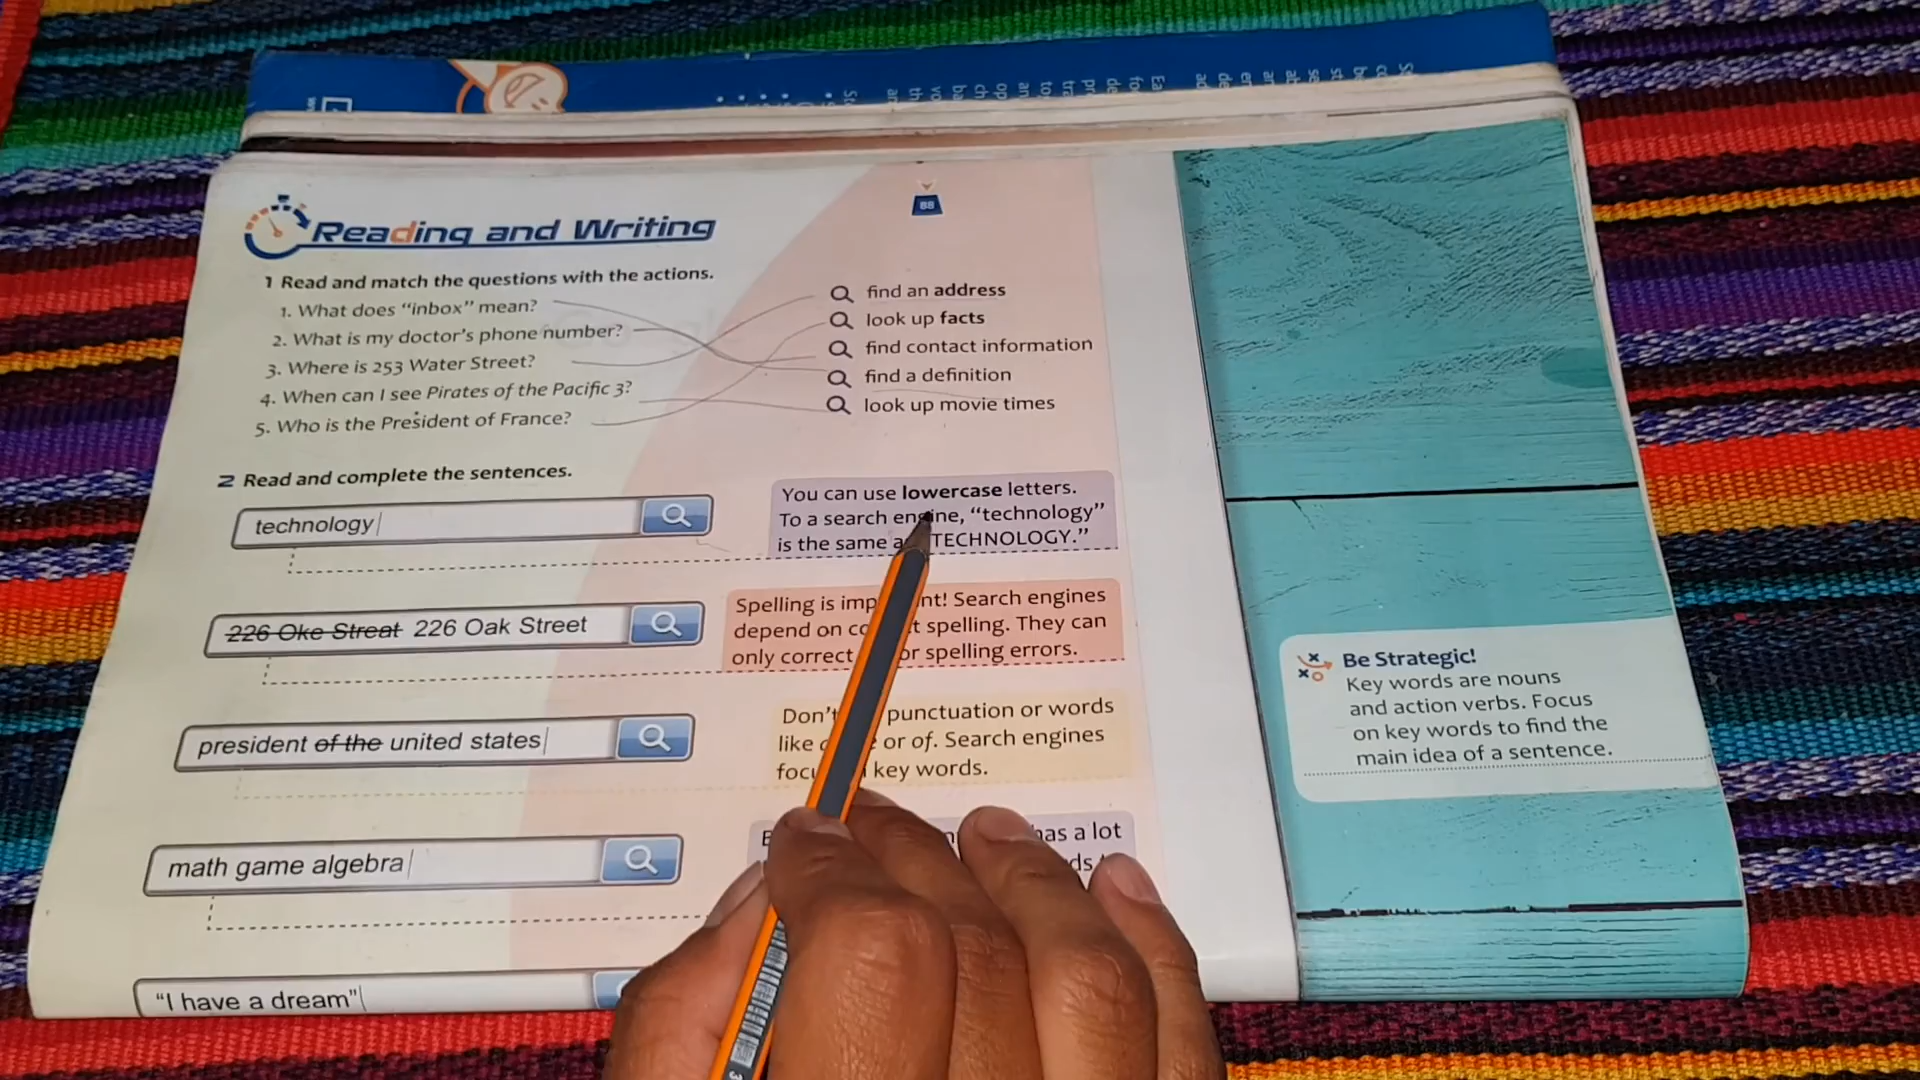 88
Reading and Writing
1 Read and match the questions with the actions.
1. What does “inbox” mean?
2. What is my doctor's phone number?
3. Where is 253 Water Street?
4. When can I see Pirates of the Pacific 3?
5. Who is the President of France?
find an address
look up facts
find contact information
find a definition
look up movie times
2 Read and complete the sentences.
technology
You can use lowercase letters.
To a search engine, “technology”
is the same as “TECHNOLOGY.”
226 Oke Streat 226 Oak Street
Spelling is important! Search engines
depend on correct spelling. They can
only correct spelling errors.
president of the united states
Don't punctuation or words
like or of. Search engines
key words.
math game algebra
has a lot
“I have a dream”
Be Strategic!
Key words are nouns
and action verbs. Focus
on key words to find the
main idea of a sentence.